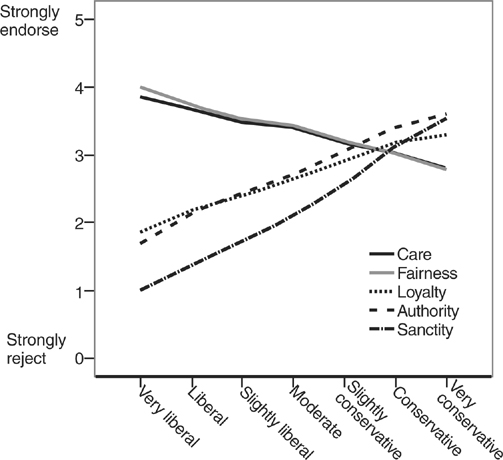 Strongly
endorse
5
4
3
2
1
Strongly
reject
0
Care
Fairness
Loyalty
Authority
Sanctity
Very liberal
Liberal
Slightly liberal
Moderate
Slightly
conservative
Conservative
Very
conservative